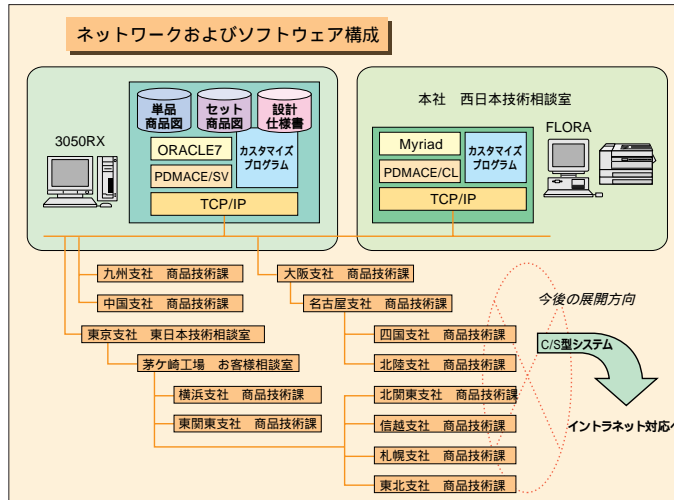 ネットワークおよびソフトウェア構成
3050RX
単品
商品図
セット
商品図
設計
仕様書
ORACLE7
PDMACE/SV
カスタマイズ
プログラム
TCP/IP
本社 西日本技術相談室
FLORA
Myriad
PDMACE/CL
カスタマイズ
プログラム
TCP/IP
九州支社 商品技術課
中国支社 商品技術課
東京支社 東日本技術相談室
茅ケ崎工場 お客様相談室
横浜支社 商品技術課
東関東支社 商品技術課
大阪支社 商品技術課
名古屋支社 商品技術課
四国支社 商品技術課
北陸支社 商品技術課
北関東支社 商品技術課
信越支社 商品技術課
札幌支社 商品技術課
東北支社 商品技術課
今後の展開方向
C/S型システム
イントラネット対応へ